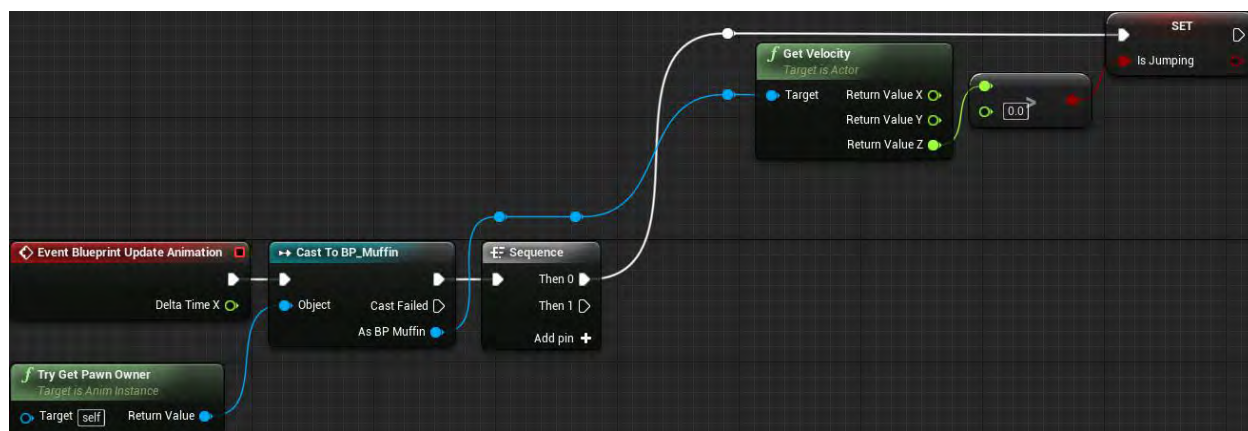 SET
Is Jumping
Get Velocity
Target is Actor
Target
Return Value X
Return Value Y
Return Value Z
>
0.0
Event Blueprint Update Animation
Delta Time X
Cast To BP_Muffin
Object
Cast Failed
As BP Muffin
Sequence
Then 0
Then 1
Add pin +
Try Get Pawn Owner
Target is Anim Instance
Target self Return Value